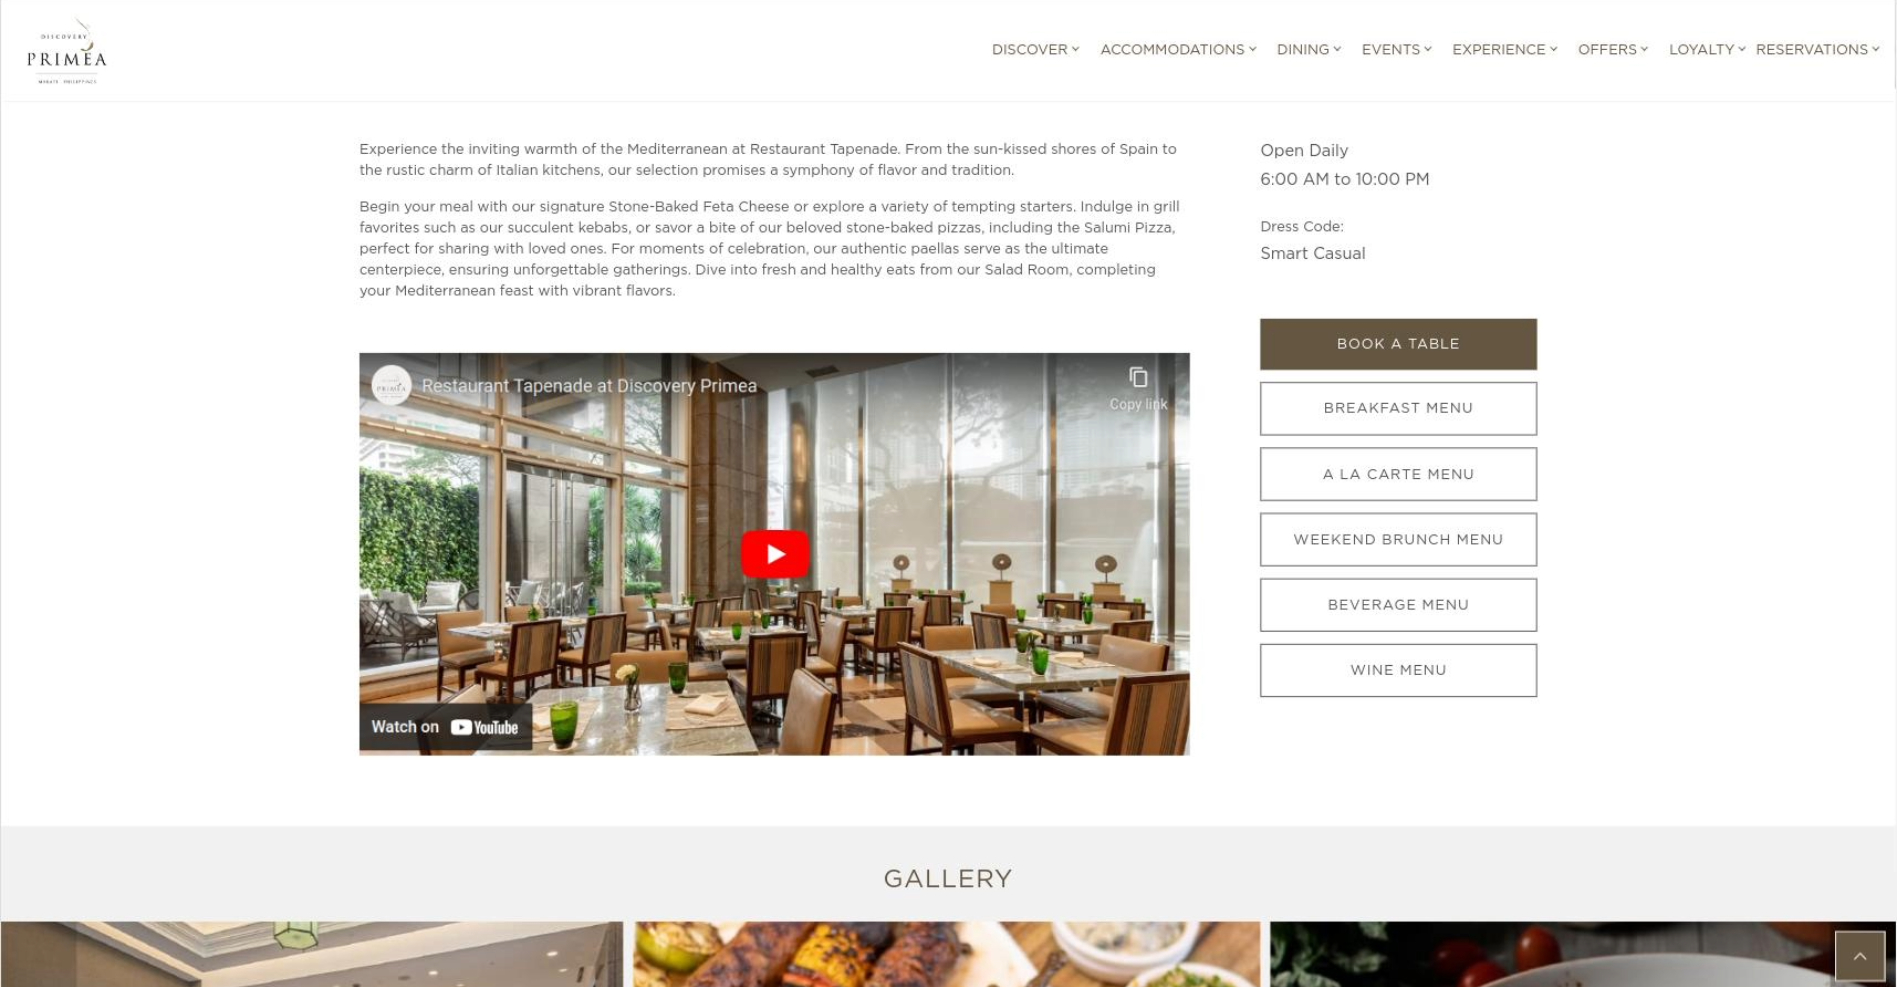 DISCOVERY
PRIMEA
MAKATI PHILIPPINES
DISCOVER
ACCOMMODATIONS
DINING
EVENTS
EXPERIENCE
OFFERS
LOYALTY
RESERVATIONS
Experience the inviting warmth of the Mediterranean at Restaurant Tapenade. From the sun-kissed shores of Spain to
the rustic charm of Italian kitchens, our selection promises a symphony of flavor and tradition.
Begin your meal with our signature Stone-Baked Feta Cheese or explore a variety of tempting starters. Indulge in grill
favorites such as our succulent kebabs, or savor a bite of our beloved stone-baked pizzas, including the Salumi Pizza,
perfect for sharing with loved ones. For moments of celebration, our authentic paellas serve as the ultimate
centerpiece, ensuring unforgettable gatherings. Dive into fresh and healthy eats from our Salad Room, completing
your Mediterranean feast with vibrant flavors.
PRIMEA
Restaurant Tapenade at Discovery Primea
Copy link
Watch on YouTube
Open Daily
6:00 AM to 10:00 PM
Dress Code:
Smart Casual
BOOK A TABLE
BREAKFAST MENU
A LA CARTE MENU
WEEKEND BRUNCH MENU
BEVERAGE MENU
WINE MENU
GALLERY